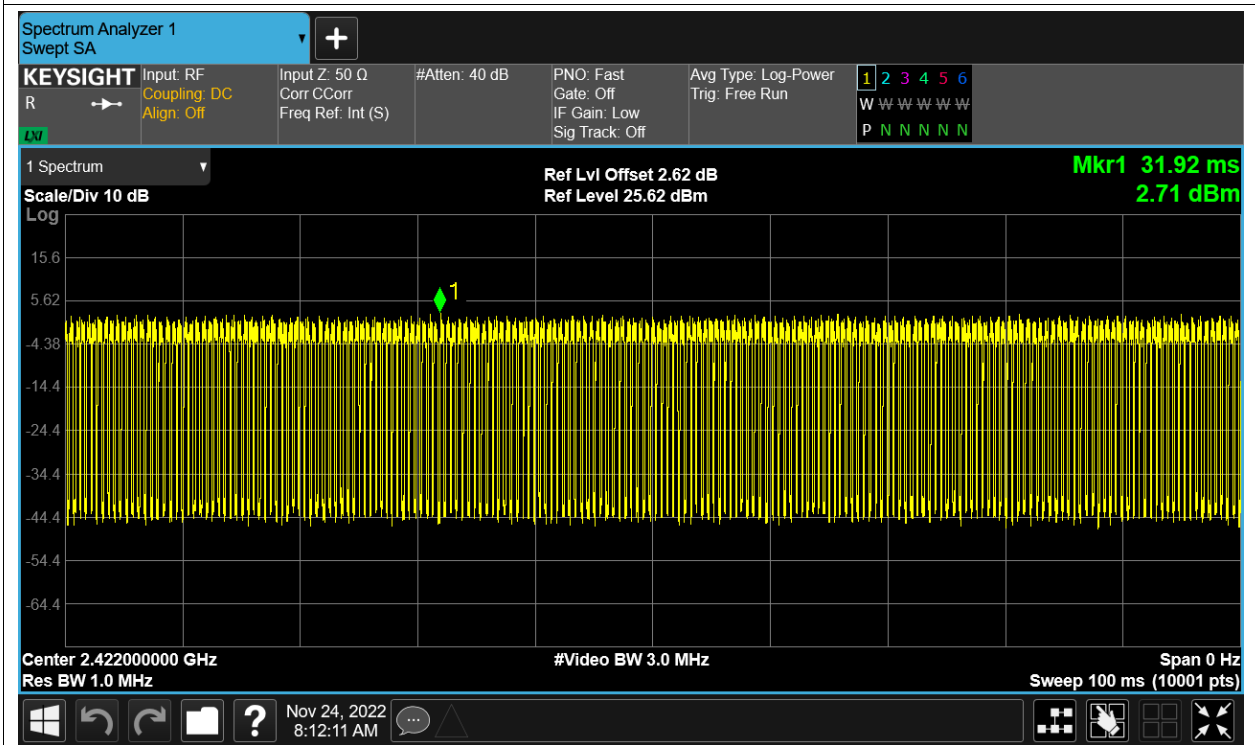 Spectrum Analyzer 1
Swept SA
KEYSIGHT
R
LXI
Input: RF
Coupling: DC
Align: Off
Input Z: 50 Ω
Corr CCorr
Freq Ref: Int (S)
#Atten: 40 dB
PNO: Fast
Gate: Off
IF Gain: Low
Sig Track: Off
Avg Type: Log-Power
Trig: Free Run
1 2 3 4 5 6
W W W W W W
P N N N N N
1 Spectrum
Scale/Div 10 dB
Log
Ref Lvl Offset 2.62 dB
Ref Level 25.62 dBm
Mkr1 31.92 ms
2.71 dBm
1
15.6
5.62
-4.38
-14.4
-24.4
-34.4
-44.4
-54.4
-64.4
Center 2.422000000 GHz
Res BW 1.0 MHz
#Video BW 3.0 MHz
Span 0 Hz
Sweep 100 ms (10001 pts)
?
Nov 24, 2022
8:12:11 AM